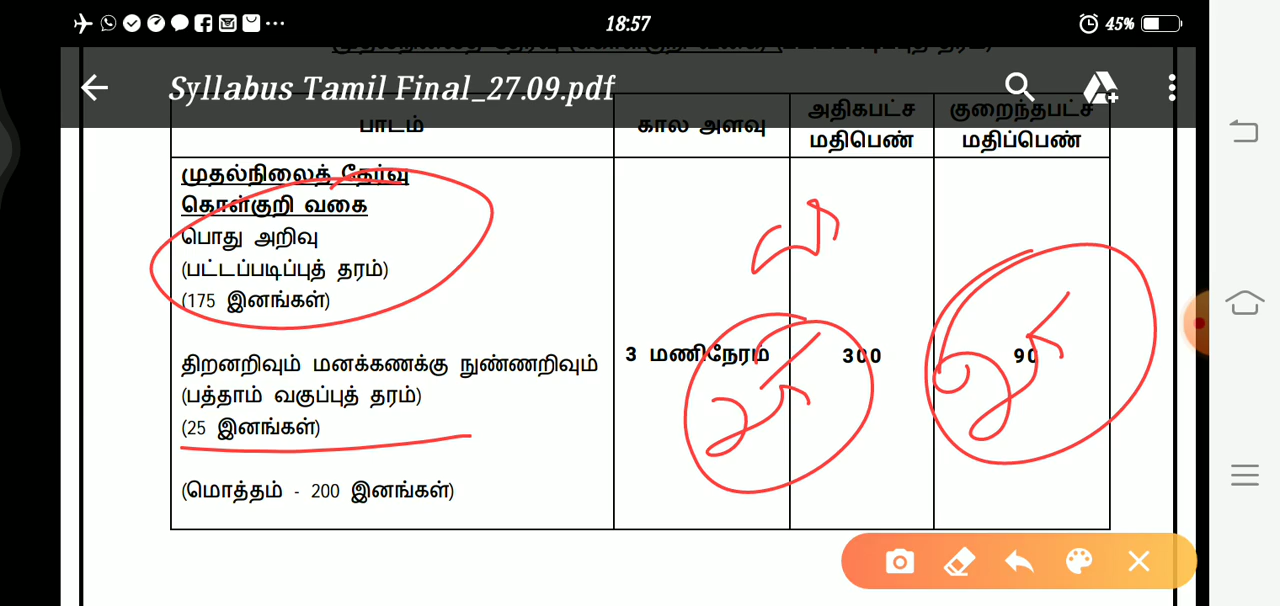 18:57
45%
Syllabus Tamil Final_27.09.pdf
பாடம்
கால அளவு
அதிகபட்ச
மதிபெண்
குறைந்தபட்ச
மதிப்பெண்
முதல்நிலைத் தேர்வு
கொள்குறி வகை
பொது அறிவு
(பட்டப்படிப்புத் தரம்)
(175 இனங்கள்)
திறனறிவும் மனக்கணக்கு நுண்ணறிவும்
(பத்தாம் வகுப்புத் தரம்)
(25 இனங்கள்)
(மொத்தம் - 200 இனங்கள்)
3 மணிநேரம்
300
90